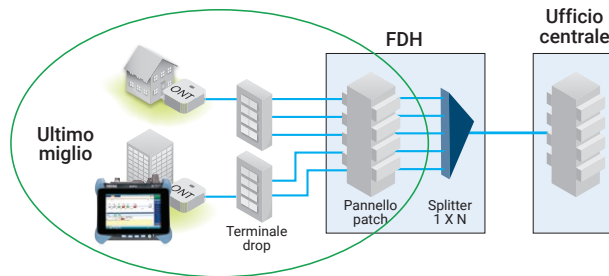 Ufficio
centrale
FDH
ONT
Ultimo
miglio
ONT
Terminale
drop
Pannello
patch
Splitter
1 X N